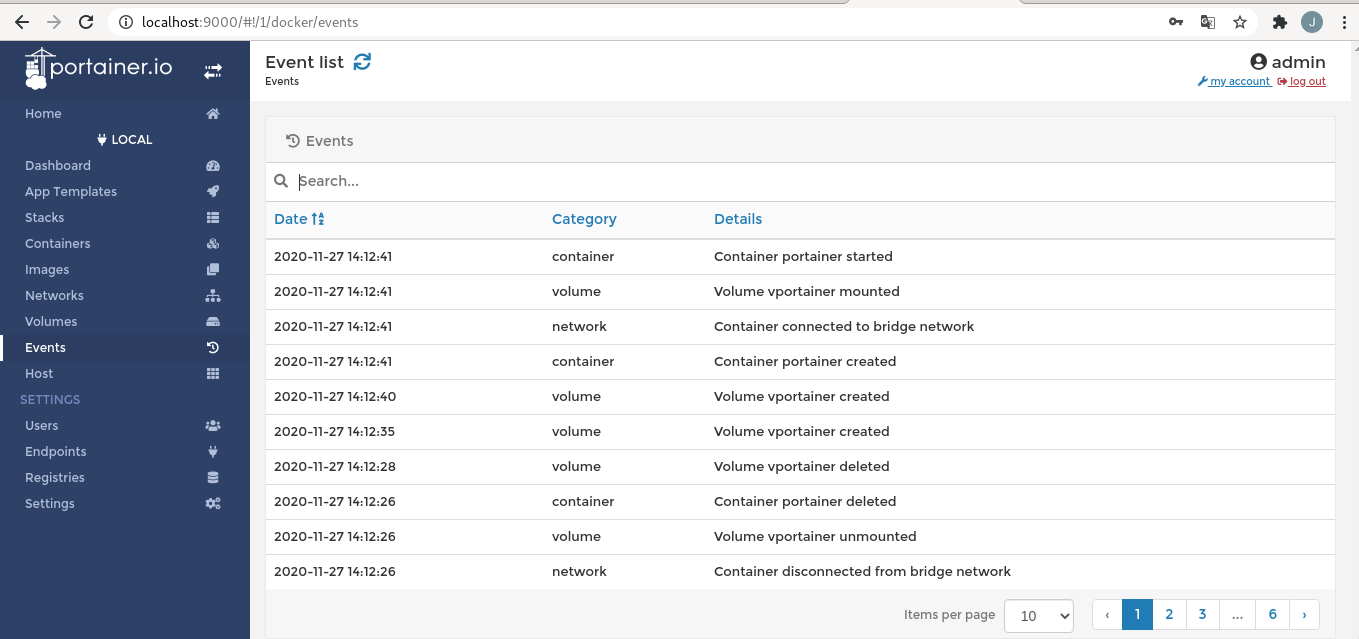 localhost:9000/#!/1/docker/events
J
portainer.io
Home
LOCAL
Dashboard
App Templates
Stacks
Containers
Images
Networks
Volumes
Events
Host
SETTINGS
Users
Endpoints
Registries
Settings
Event list
Events
admin
my account log out
Events
Search...
Date Category Details
2020-11-27 14:12:41 container Container portainer started
2020-11-27 14:12:41 volume Volume vportainer mounted
2020-11-27 14:12:41 network Container connected to bridge network
2020-11-27 14:12:41 container Container portainer created
2020-11-27 14:12:40 volume Volume vportainer created
2020-11-27 14:12:35 volume Volume vportainer created
2020-11-27 14:12:28 volume Volume vportainer deleted
2020-11-27 14:12:26 container Container portainer deleted
2020-11-27 14:12:26 volume Volume vportainer unmounted
2020-11-27 14:12:26 network Container disconnected from bridge network
Items per page 10 ‹ 1 2 3 ... 6 ›